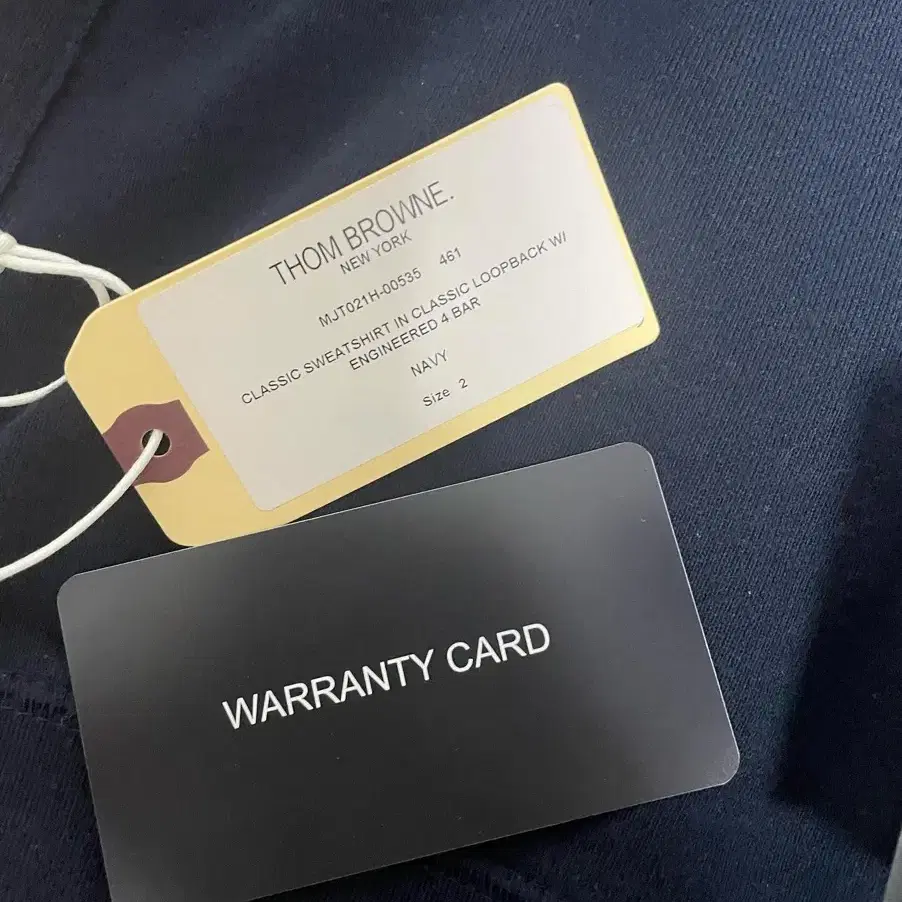 THOM BROWNE.
NEW YORK
MJT021H-00535 461
CLASSIC SWEATSHIRT IN CLASSIC LOOPBACK W/
ENGINEERED 4 BAR
NAVY
Size 2
WARRANTY CARD